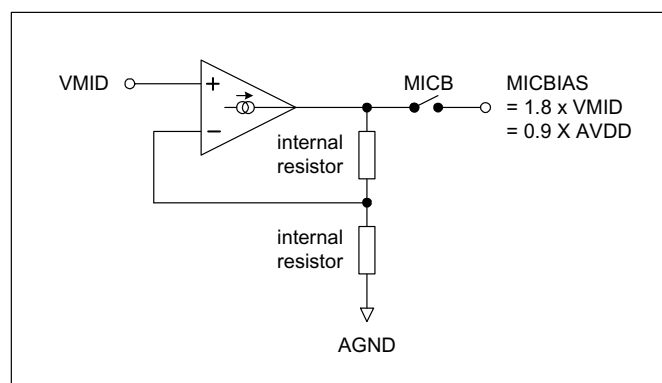 VMID
+
−
MICB
MICBIAS
= 1.8 x VMID
= 0.9 X AVDD
internal
resistor
internal
resistor
AGND